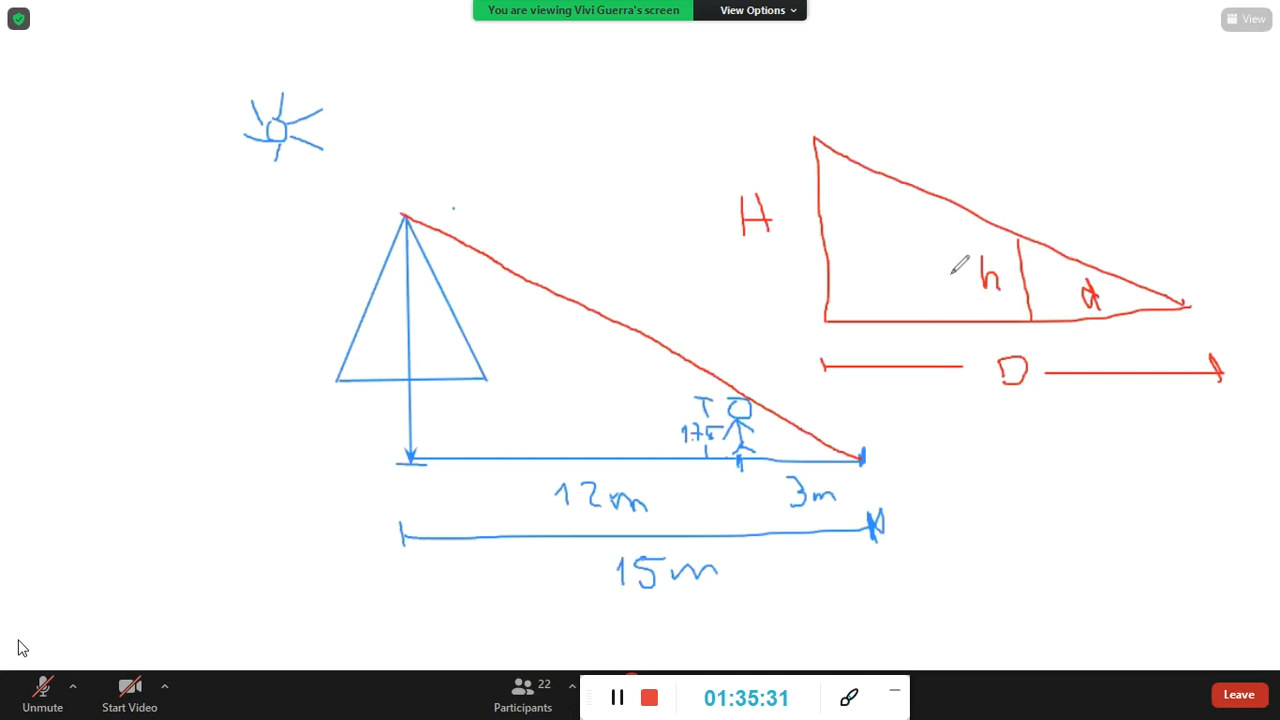 You are viewing Vivi Guerra's screen
View Options
View
H
h
d
D
T
1.75
12m
3m
15m
Unmute
Start Video
22
Participants
01:35:31
Leave